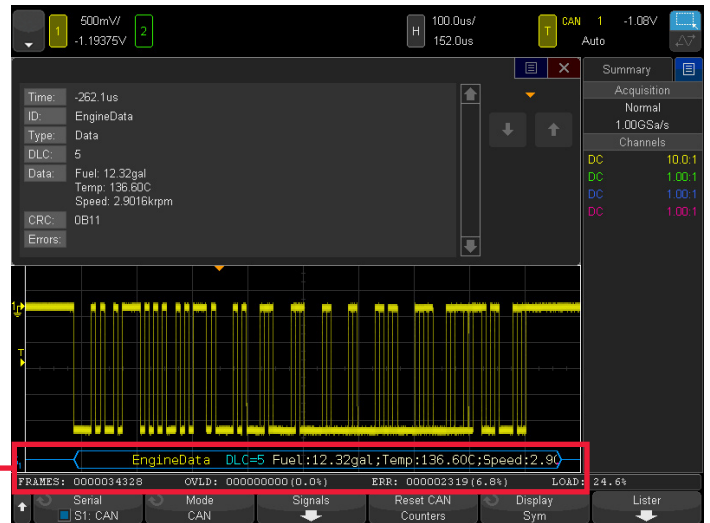 1 500mV/ 2 H 100.0us/ T CAN 1 -1.08V
-1.19375V 152.0us Auto
Summary
Time: -262.1us
ID: EngineData
Type: Data
DLC: 5
Data: Fuel: 12.32gal
Temp: 136.60C
Speed: 2.9016krpm
CRC: 0B11
Errors:
Acquisition
Normal
1.00GSa/s
Channels
DC 10.0:1
DC 1.00:1
DC 1.00:1
DC 1.00:1
1
T
EngineData DLC=5 Fuel:12.32gal;Temp:136.60C;Speed:2.90
FRAMES: 0000034328 OVLD: 000000000(0.0%) ERR: 000002319(6.8%) LOAD: 24.6%
Serial Mode Signals Reset CAN Display Lister
S1: CAN CAN Counters Sym